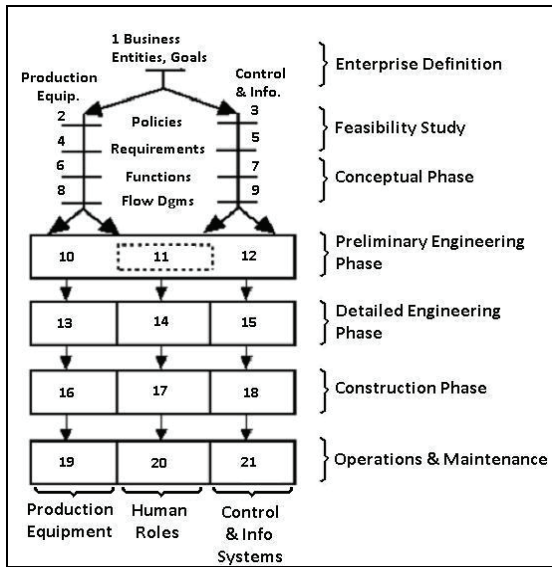 1 Business
Entities, Goals
Enterprise Definition
Production
Equip.
Control
& Info.
2
Policies
3
Feasibility Study
4
Requirements
5
6
Functions
7
Conceptual Phase
8
Flow Dgms
9
10
11
12
Preliminary Engineering
Phase
13
14
15
Detailed Engineering
Phase
16
17
18
Construction Phase
19
20
21
Operations & Maintenance
Production
Equipment
Human
Roles
Control
& Info
Systems